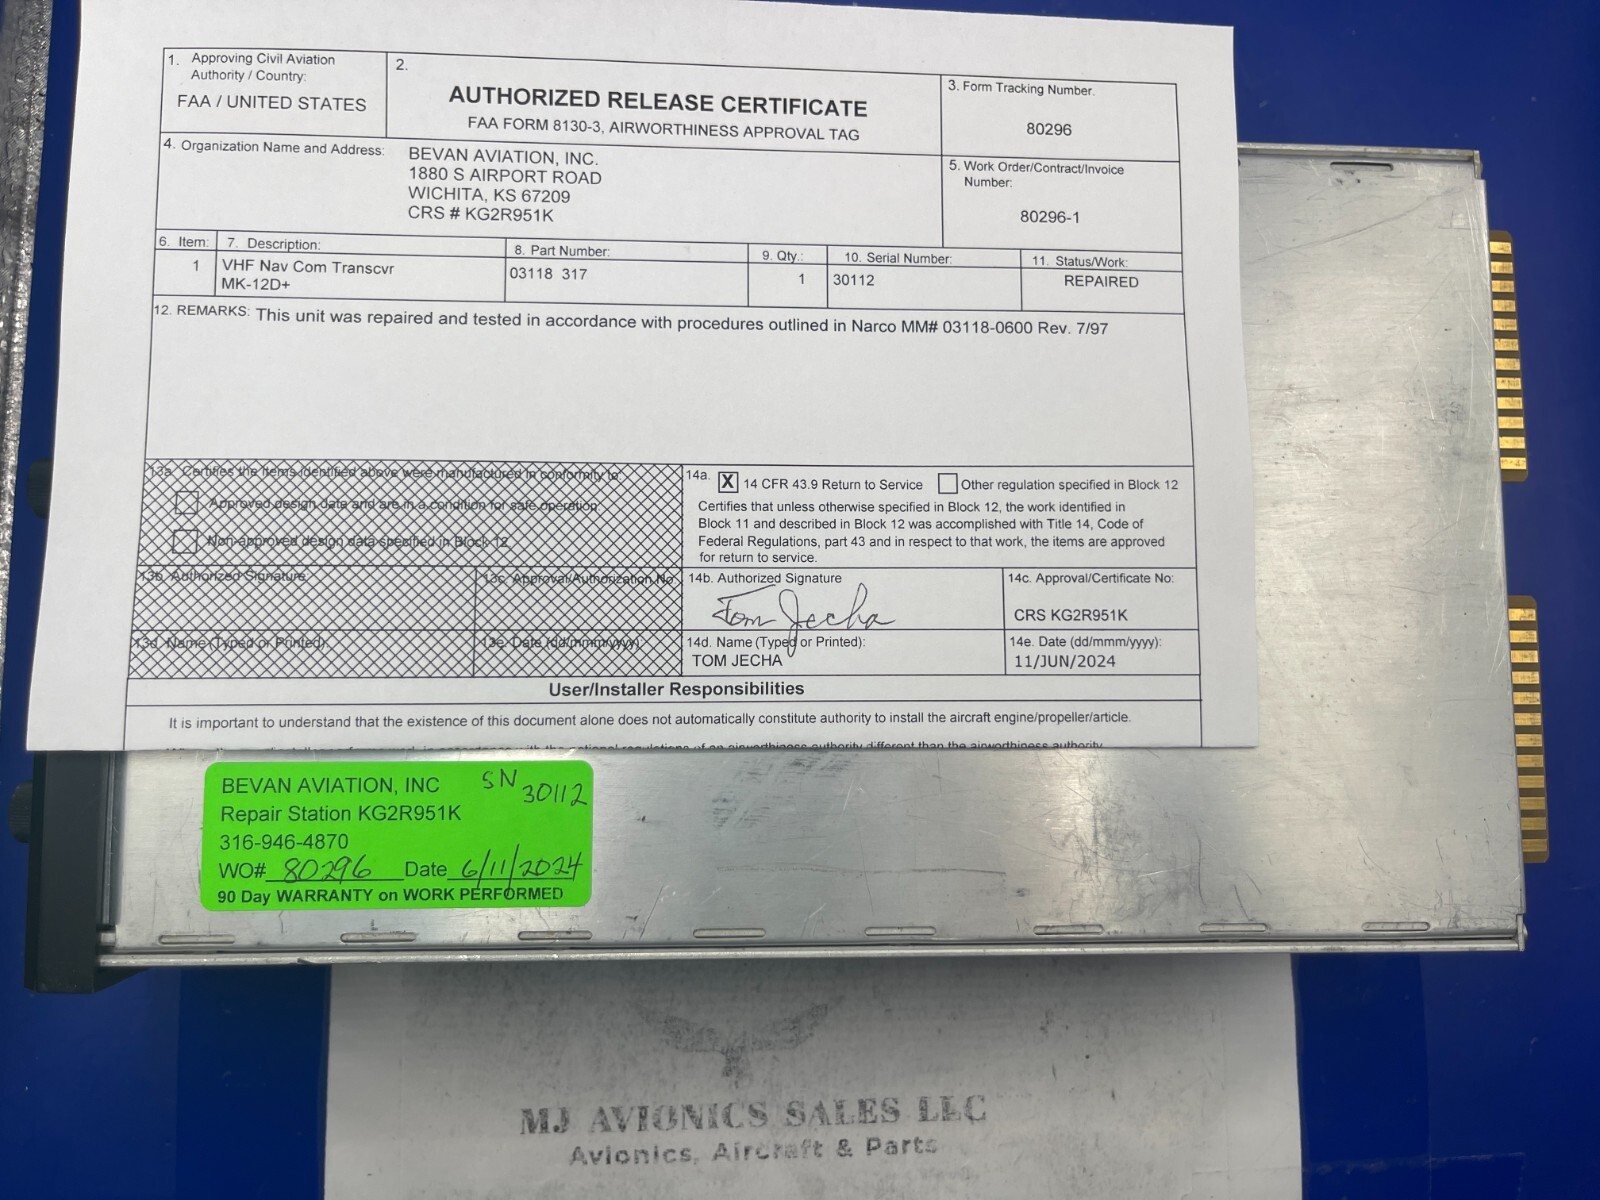 1. Approving Civil Aviation
Authority / Country:
FAA / UNITED STATES
2.
AUTHORIZED RELEASE CERTIFICATE
FAA FORM 8130-3, AIRWORTHINESS APPROVAL TAG
3. Form Tracking Number.
80296
4. Organization Name and Address:
BEVAN AVIATION, INC.
1880 S AIRPORT ROAD
WICHITA, KS 67209
CRS # KG2R951K
5. Work Order/Contract/Invoice
Number:
80296-1
6. Item:
1
7. Description:
VHF Nav Com Transcvr
MK-12D+
8. Part Number:
03118 317
9. Qty.:
1
10. Serial Number:
30112
11. Status/Work:
REPAIRED
12. REMARKS: This unit was repaired and tested in accordance with procedures outlined in Narco MM# 03118-0600 Rev. 7/97
13a. Certifies the items identified above were manufactured in conformity to:
Approved design data and are in a condition for safe operation.
Non-approved design data specified in Block 12.
13b. Authorized Signature:
13c. Approval/Authorization No.
13d. Name (Typed or Printed):
13e. Date (dd/mmm/yyyy):
14a. X 14 CFR 43.9 Return to Service Other regulation specified in Block 12
Certifies that unless otherwise specified in Block 12, the work identified in
Block 11 and described in Block 12 was accomplished with Title 14, Code of
Federal Regulations, part 43 and in respect to that work, the items are approved
for return to service.
14b. Authorized Signature
Tom Jecha
14c. Approval/Certificate No:
CRS KG2R951K
14d. Name (Typed or Printed):
TOM JECHA
14e. Date (dd/mmm/yyyy):
11/JUN/2024
User/Installer Responsibilities
It is important to understand that the existence of this document alone does not automatically constitute authority to install the aircraft engine/propeller/article.
national regulations of an airworthiness authority different than the airworthiness authority
BEVAN AVIATION, INC SN 30112
Repair Station KG2R951K
316-946-4870
WO# 80296 Date 6/11/2024
90 Day WARRANTY on WORK PERFORMED
MJ AVIONICS SALES LLC
Avionics, Aircraft & Parts